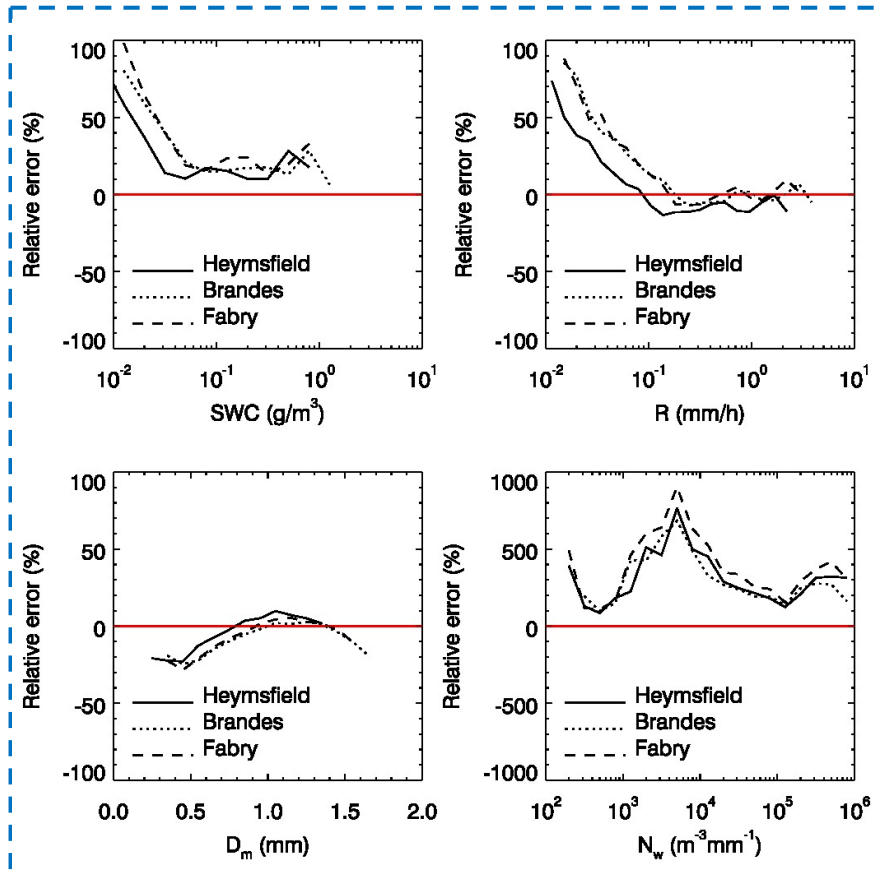 Relative error (%)
100
50
0
-50
-100
Heymsfield
Brandes
Fabry
10-2
10-1
100
101
SWC (g/m3)
Relative error (%)
100
50
0
-50
-100
Heymsfield
Brandes
Fabry
10-2
10-1
100
101
R (mm/h)
Relative error (%)
100
50
0
-50
-100
Heymsfield
Brandes
Fabry
0.0
0.5
1.0
1.5
2.0
Dm (mm)
Relative error (%)
1000
500
0
-500
-1000
Heymsfield
Brandes
Fabry
102
103
104
105
106
Nw (m-3mm-1)